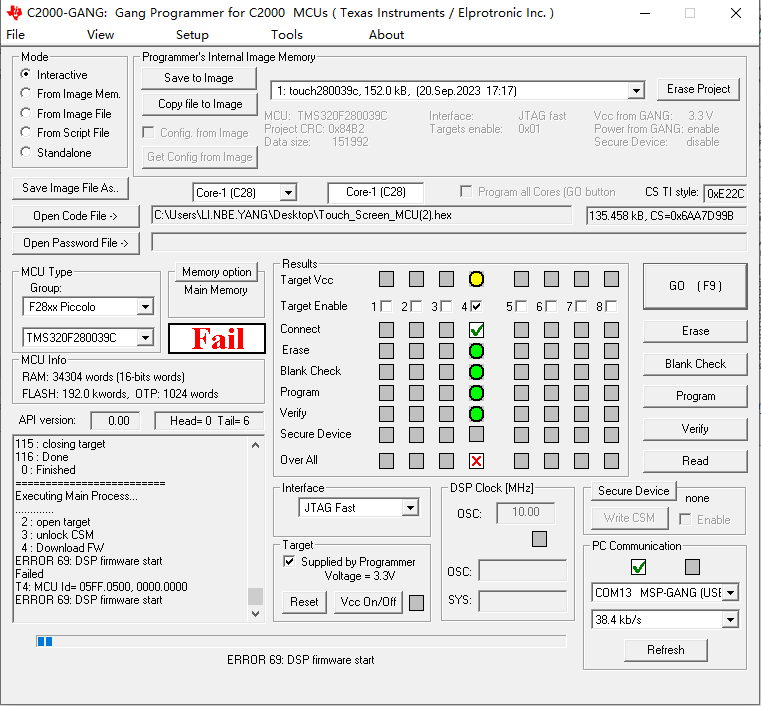 C2000-GANG:  Gang Programmer for C2000  MCUs ( Texas Instruments / Elprotronic Inc. )
File View Setup Tools About
Mode
Interactive
From Image Mem.
From Image File
From Script File
Standalone
Programmer's Internal Image Memory
Save to Image
Copy file to Image
Config. from Image
Get Config from Image
1: touch280039c, 152.0 kB,  (20.Sep.2023  17:17)
Erase Project
MCU:  TMS320F280039C Interface: JTAG fast Vcc from GANG: 3.3 V
Project CRC: 0x84B2 Targets enable: 0x01 Power from GANG: enable
Data size: 151992 Secure Device: disable
Save Image File As..
Core-1 (C28)
Core-1 (C28)
Program all Cores (GO button
CS TI style: 0xE22C
Open Code File ->
C:\Users\LI.NBE.YANG\Desktop\Touch_Screen_MCU(2).hex
135.458 kB, CS=0x6AA7D99B
Open Password File ->
MCU Type
Group:
F28xx Piccolo
TMS320F280039C
Memory option
Main Memory
Fail
MCU Info
RAM: 34304 words (16-bits words)
FLASH: 192.0 kwords,  OTP: 1024 words
API version: 0.00
Head= 0  Tail= 6
115 : closing target
116 : Done
0 : Finished
=========================
Executing Main Process...
.............
2 : open target
3 : unlock CSM
4 : Download FW
ERROR 69: DSP firmware start
Failed
T4: MCU Id= 05FF.0500, 0000.0000
ERROR 69: DSP firmware start
Results
Target Vcc
Target Enable 1 2 3 4 5 6 7 8
Connect
Erase
Blank Check
Program
Verify
Secure Device
Over All
GO    ( F9 )
Erase
Blank Check
Program
Verify
Read
Interface
JTAG Fast
Target
Supplied by Programmer
Voltage = 3.3V
Reset
Vcc On/Off
DSP Clock [MHz]
OSC: 10.00
OSC:
SYS:
Secure Device
none
Write CSM
Enable
PC Communication
COM13   MSP-GANG (USE
38.4 kb/s
Refresh
ERROR 69: DSP firmware start